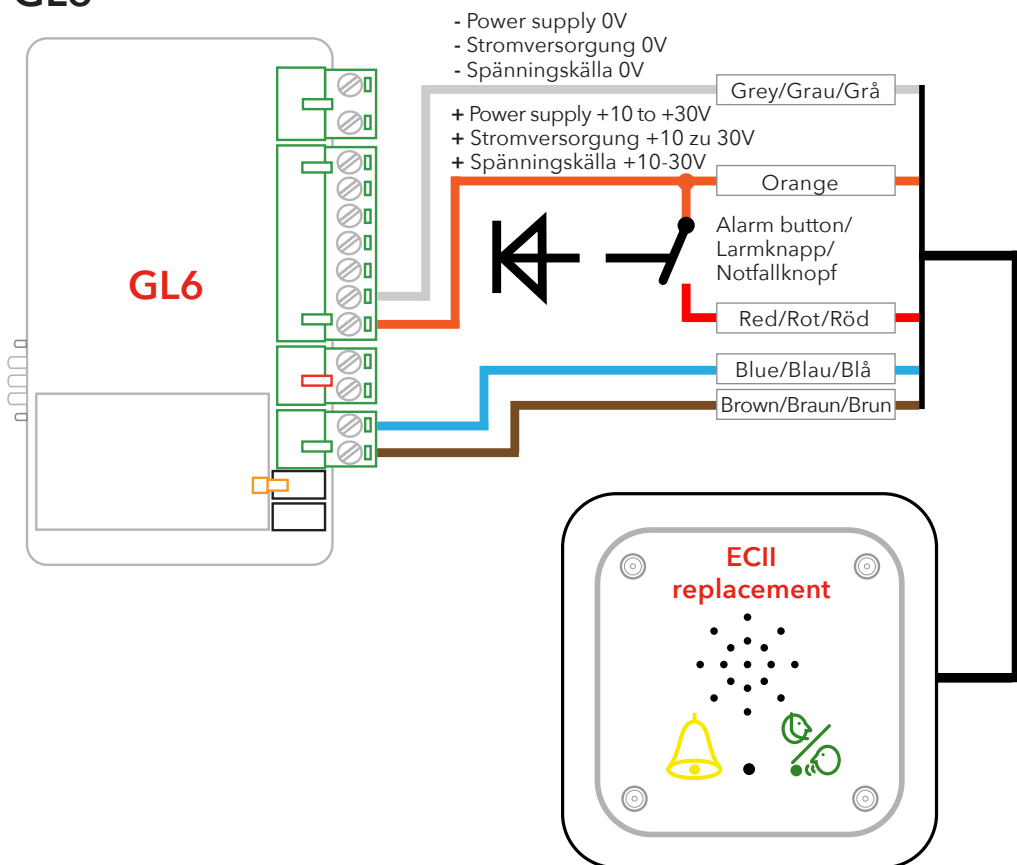 GL6
- Power supply 0V
- Stromversorgung 0V
- Spänningskälla 0V
Grey/Grau/Grå
+ Power supply +10 to +30V
+ Stromversorgung +10 zu 30V
+ Spänningskälla +10-30V
Orange
Alarm button/
Larmknapp/
Notfallknopf
GL6
Red/Rot/Röd
Blue/Blau/Blå
Brown/Braun/Brun
ECII
replacement